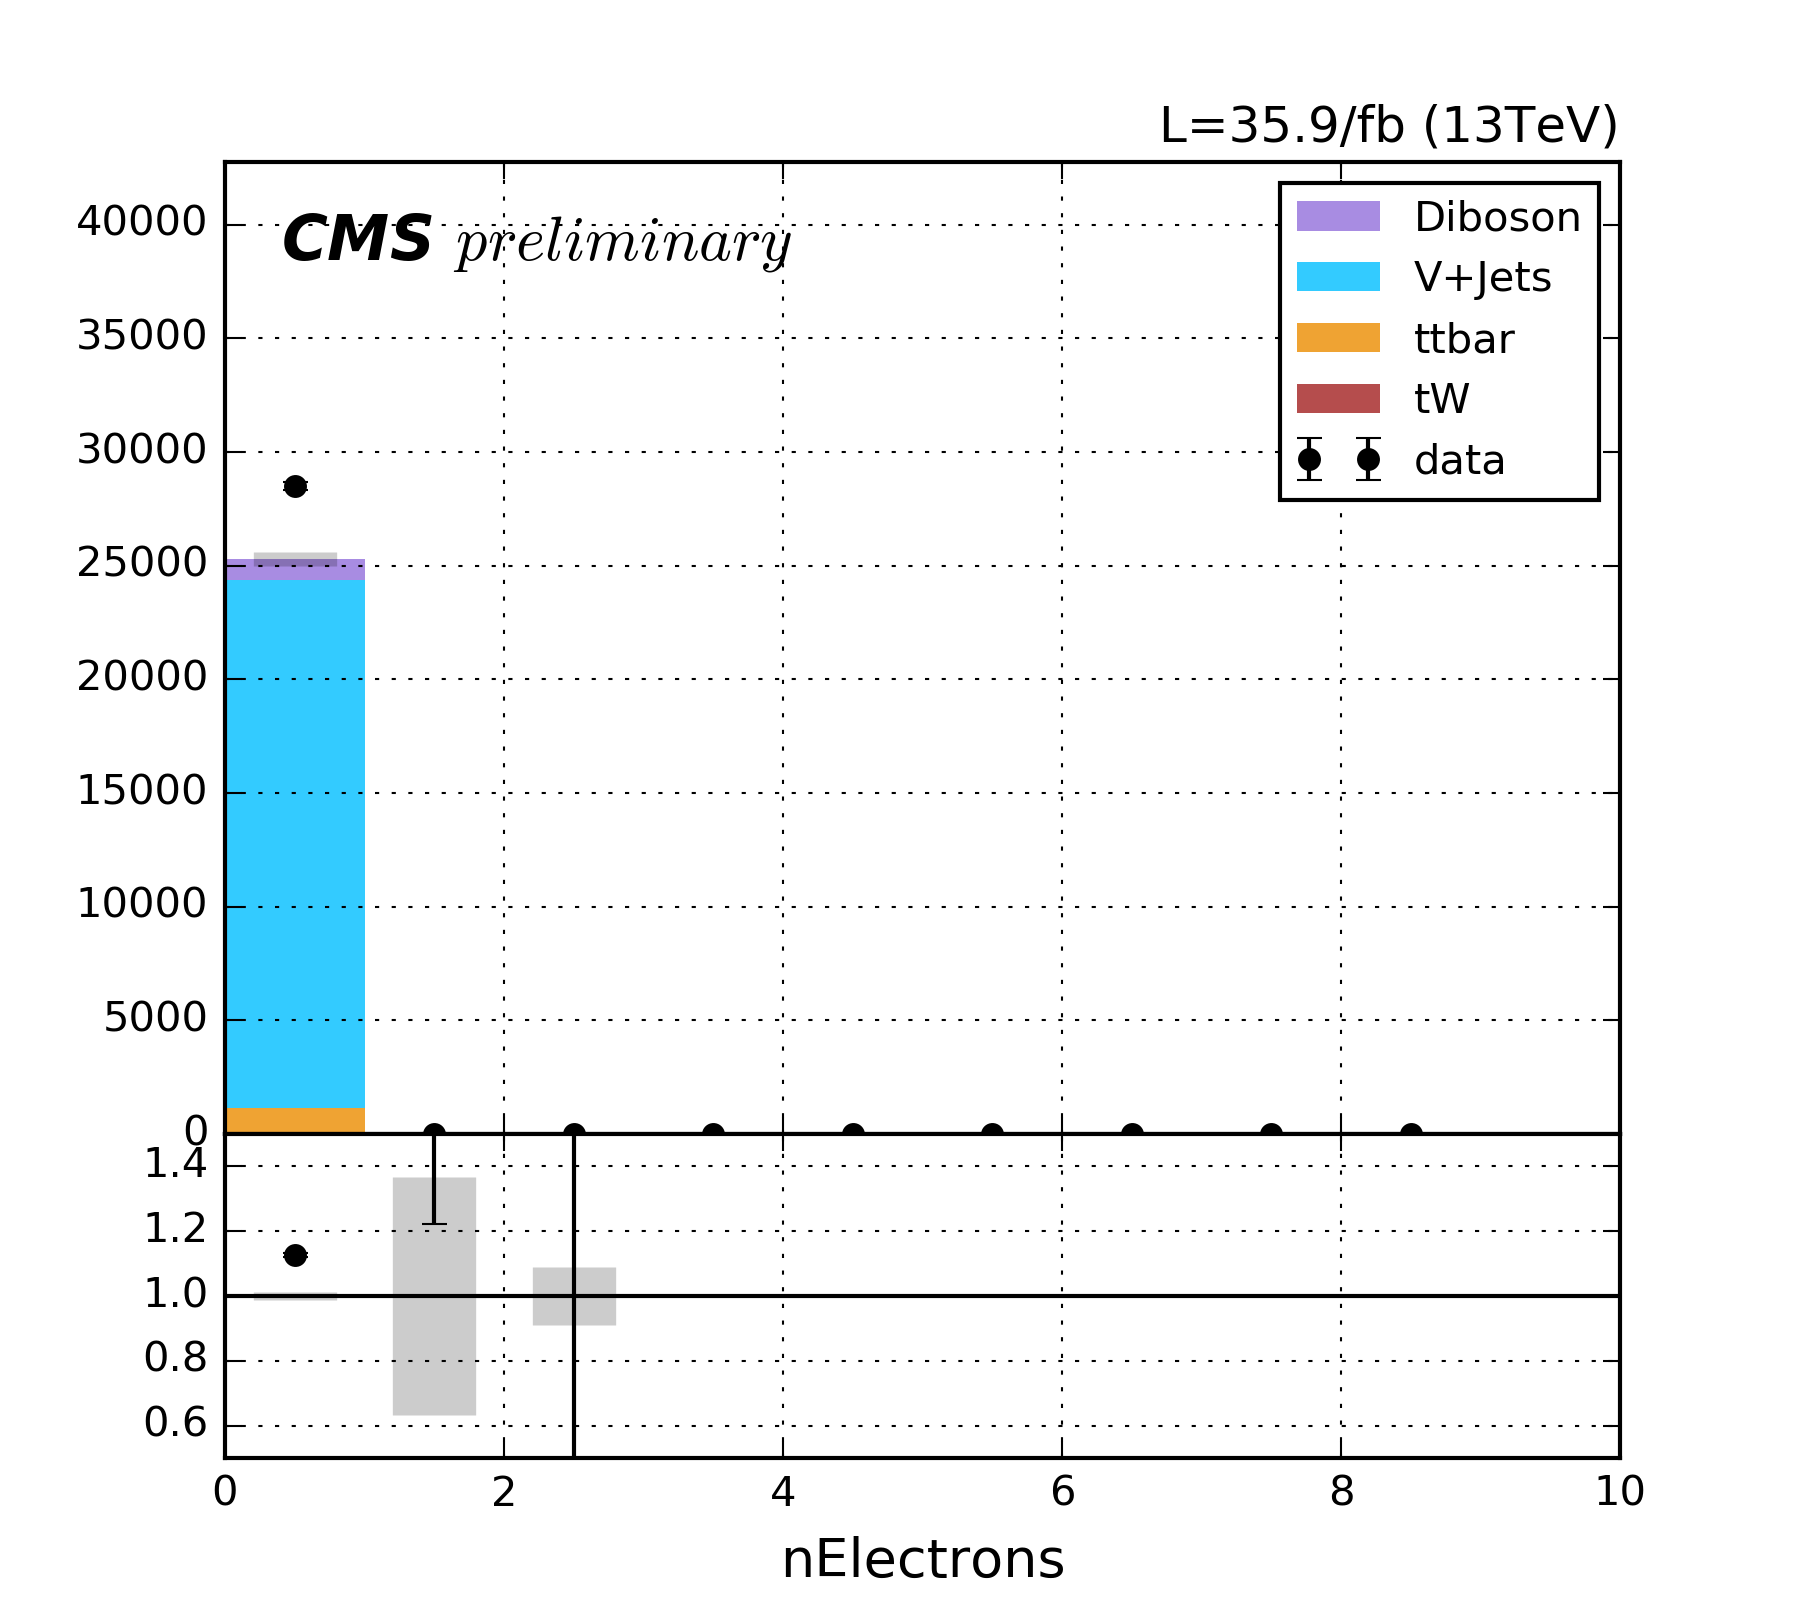 L=35.9/fb (13TeV)
CMS preliminary
Diboson
V+Jets
ttbar
tW
data
40000
35000
30000
25000
20000
15000
10000
5000
0
1.4
1.2
1.0
0.8
0.6
0 2 4 6 8 10
nElectrons